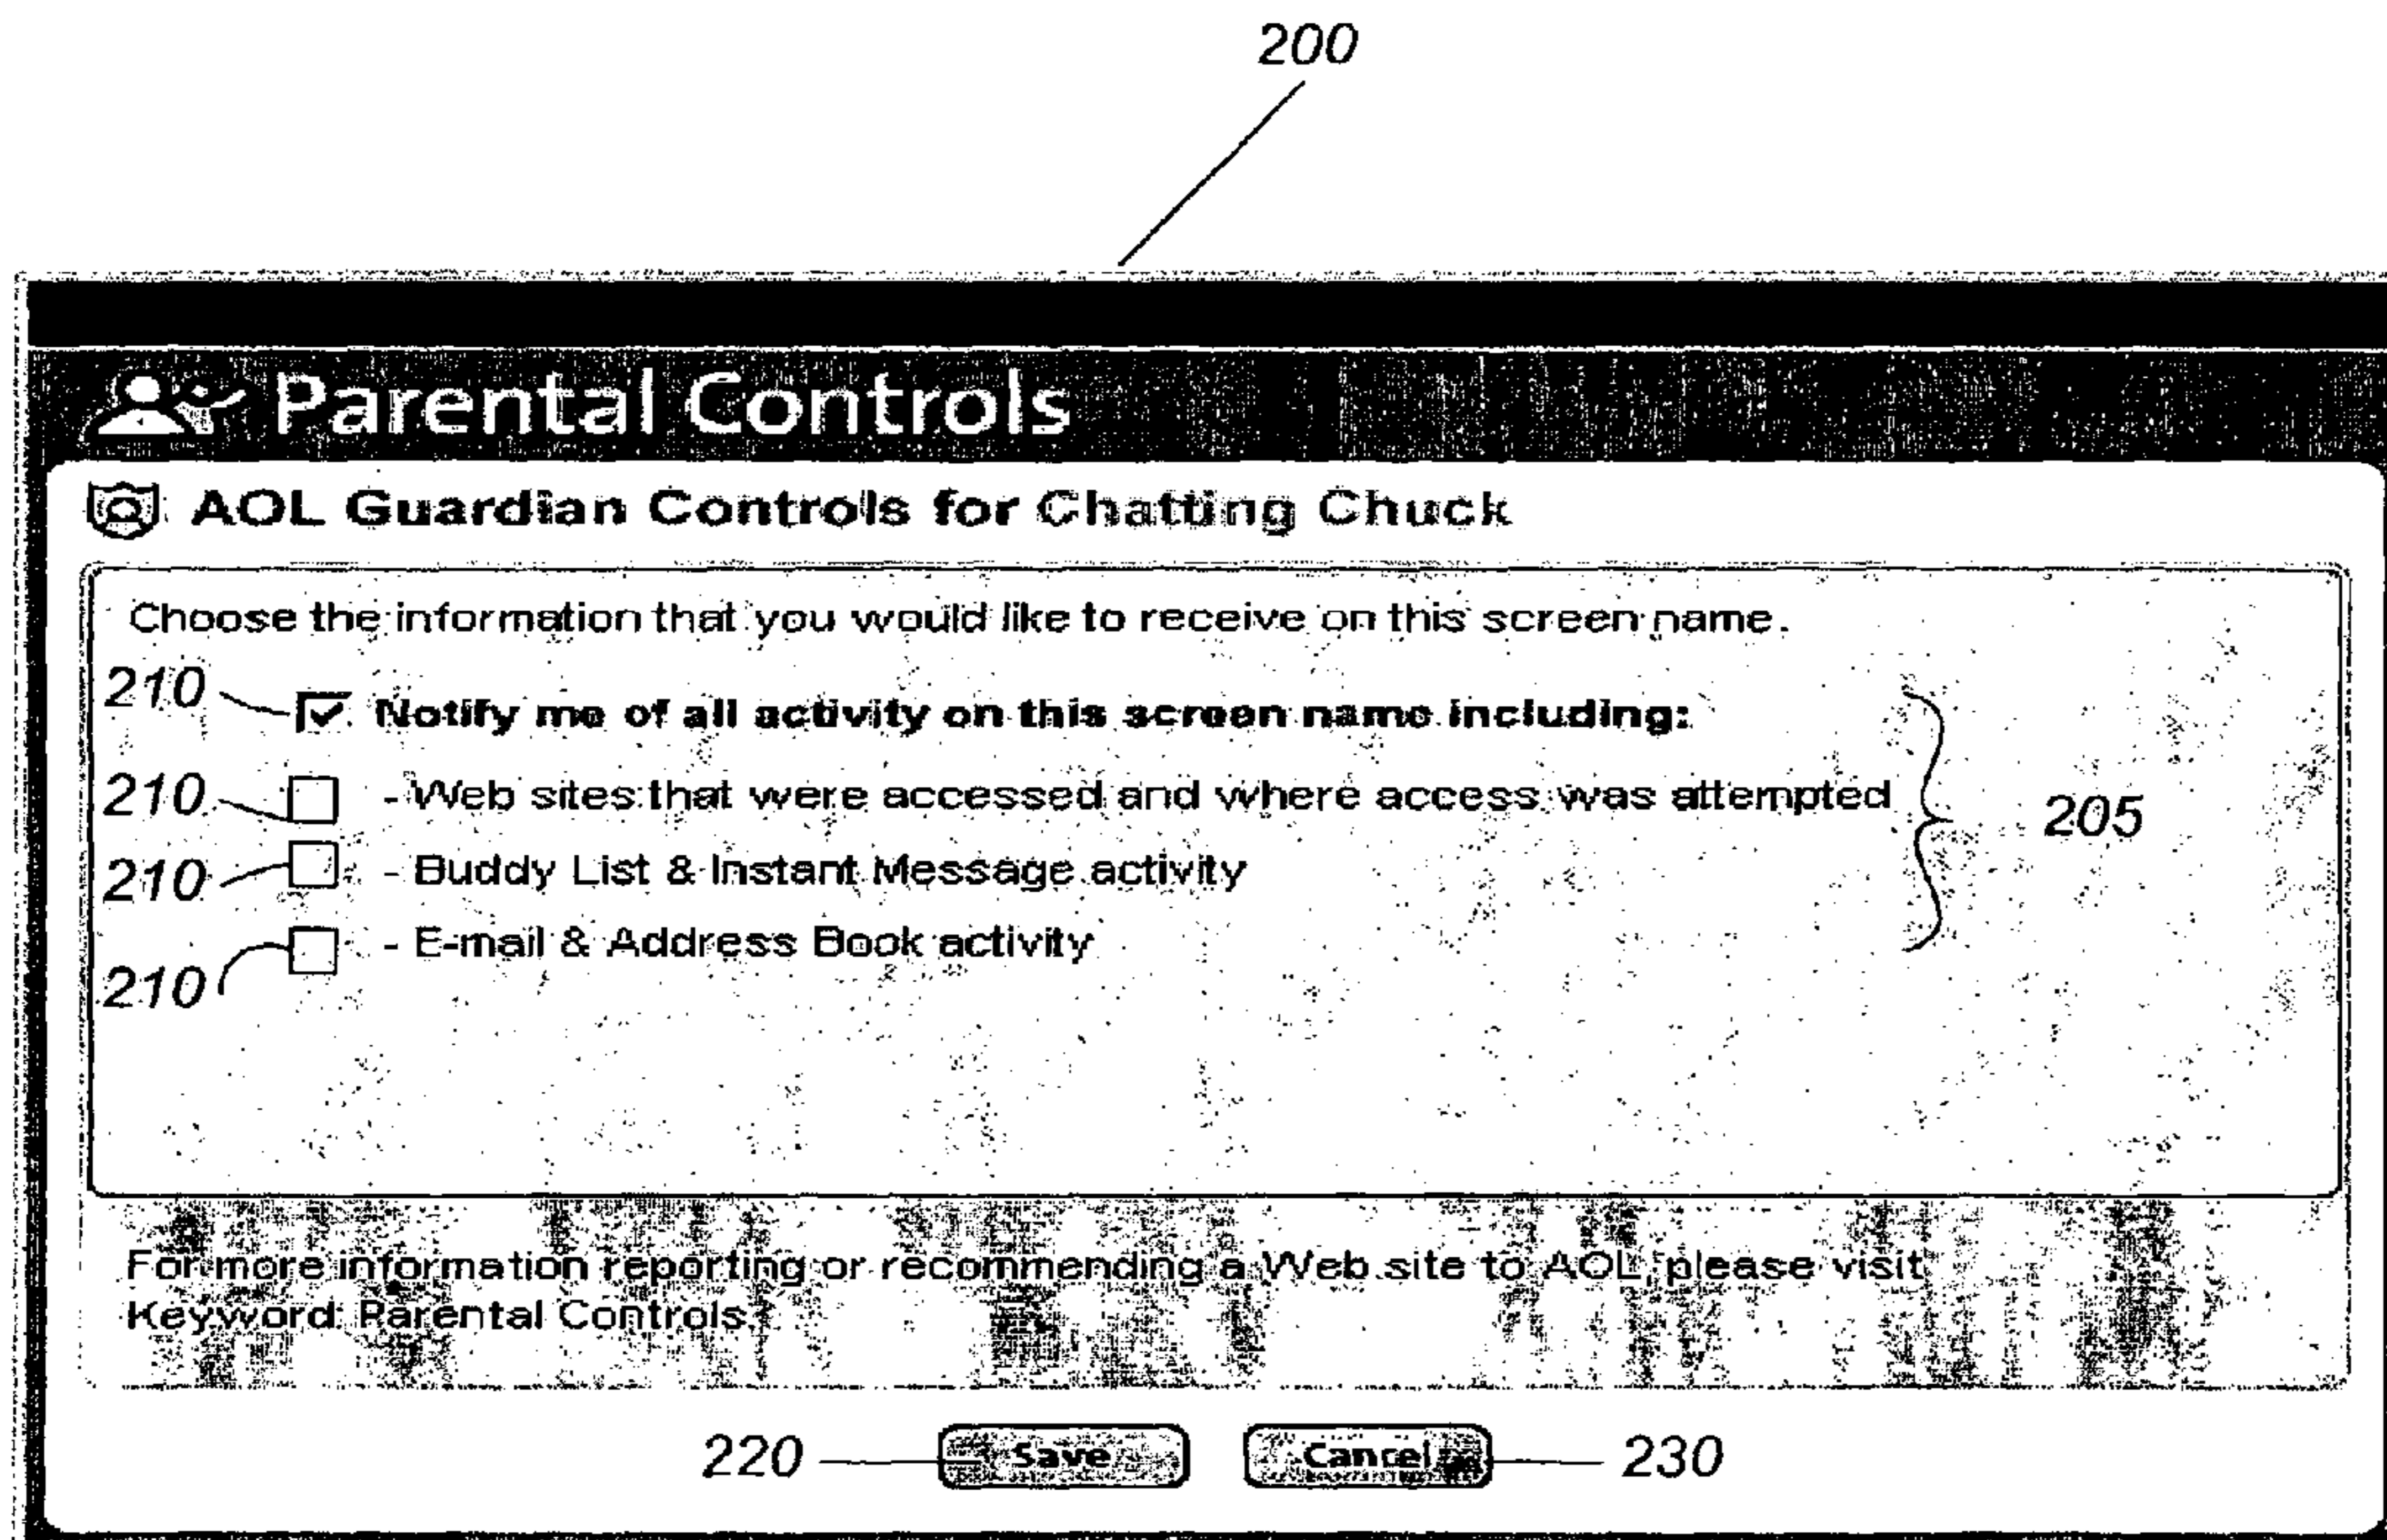 200
Parental Controls
AOL Guardian Controls for Chatting Chuck
Choose the information that you would like to receive on this screen name.
210 Notify me of all activity on this screen name including:
210 - Web sites that were accessed and where access was attempted 205
210 - Buddy List & Instant Message activity
210 - E-mail & Address Book activity
For more information reporting or recommending a Web site to AOL, please visit
Keyword: Parental Controls.
220 Save Cancel 230